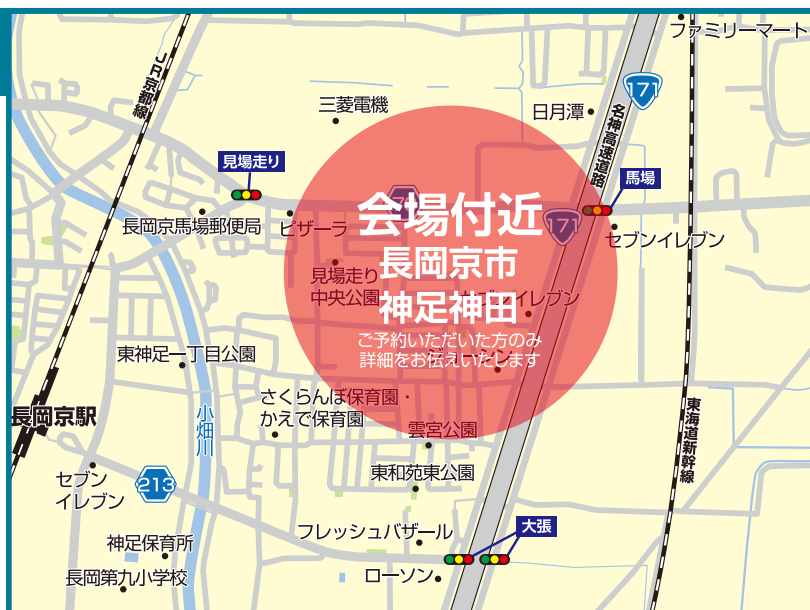 ファミリーマート
JR京都線
171
三菱電機
日月潭
名神高速道路
見場走り
馬場
会場付近
171
長岡京馬場郵便局
ピザーラ
セブンイレブン
長岡京市
見場走り
中央公園
セブンイレブン
神足神田
ご予約いただいた方のみ
詳細をお伝えいたします
東神足一丁目公園
さくらんぼ保育園・
かえで保育園
長岡京駅
小畑川
雲宮公園
東海道新幹線
東和苑東公園
セブン
イレブン
213
フレッシュバザール
大張
神足保育所
ローソン
長岡第九小学校